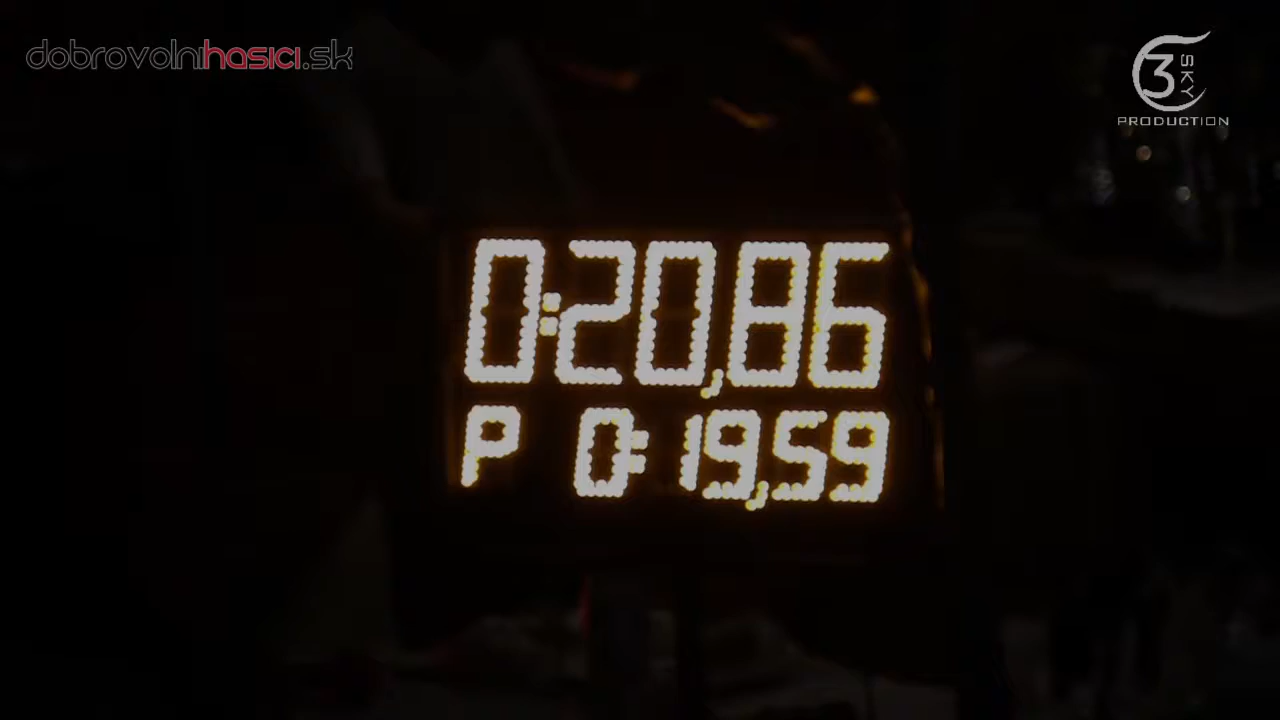 dobrovolnihasici.sk
3
SKY
PRODUCTION
0:20,86
P 0:19,59